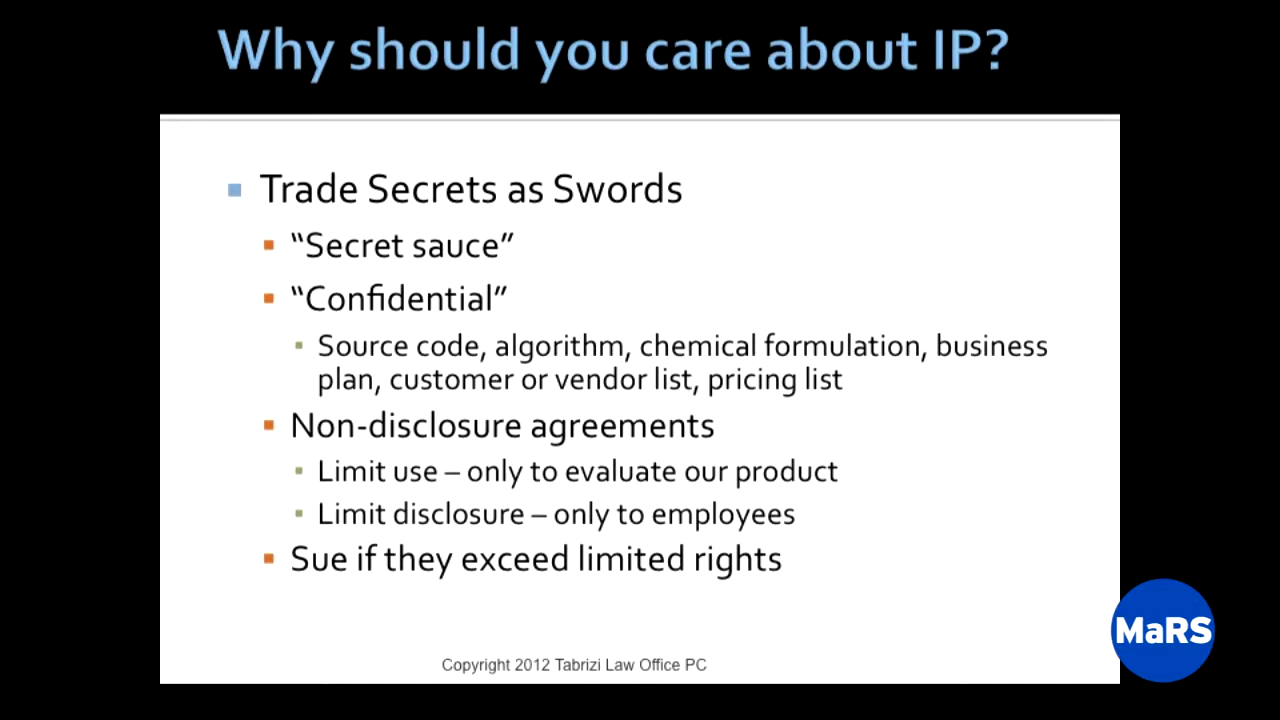 Why should you care about IP?
Trade Secrets as Swords
“Secret sauce”
“Confidential”
Source code, algorithm, chemical formulation, business
plan, customer or vendor list, pricing list
Non-disclosure agreements
Limit use – only to evaluate our product
Limit disclosure – only to employees
Sue if they exceed limited rights
MaRS
Copyright 2012 Tabrizi Law Office PC